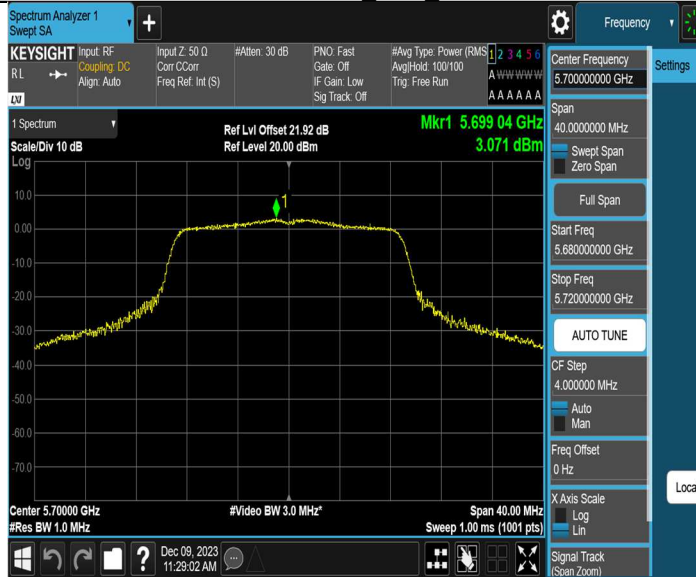 Spectrum Analyzer 1
Swept SA
Frequency
KEYSIGHT
RL
LXI
Input: RF
Coupling: DC
Align: Auto
Input Z: 50 Ω
Corr CCorr
Freq Ref: Int (S)
#Atten: 30 dB
PNO: Fast
Gate: Off
IF Gain: Low
Sig Track: Off
#Avg Type: Power (RMS
Avg|Hold: 100/100
Trig: Free Run
1 2 3 4 5 6
A W W W W W
A A A A A A
1 Spectrum
Scale/Div 10 dB
Log
Ref Lvl Offset 21.92 dB
Ref Level 20.00 dBm
Mkr1 5.699 04 GHz
3.071 dBm
1
10.0
0.00
-10.0
-20.0
-30.0
-40.0
-50.0
-60.0
-70.0
Center 5.70000 GHz
#Res BW 1.0 MHz
#Video BW 3.0 MHz*
Span 40.00 MHz
Sweep 1.00 ms (1001 pts)
?
Dec 09, 2023
11:29:02 AM
Center Frequency
5.700000000 GHz
Span
40.0000000 MHz
Swept Span
Zero Span
Full Span
Start Freq
5.680000000 GHz
Stop Freq
5.720000000 GHz
AUTO TUNE
CF Step
4.000000 MHz
Auto
Man
Freq Offset
0 Hz
X Axis Scale
Log
Lin
Signal Track
(Span Zoom)
Settings
Loca